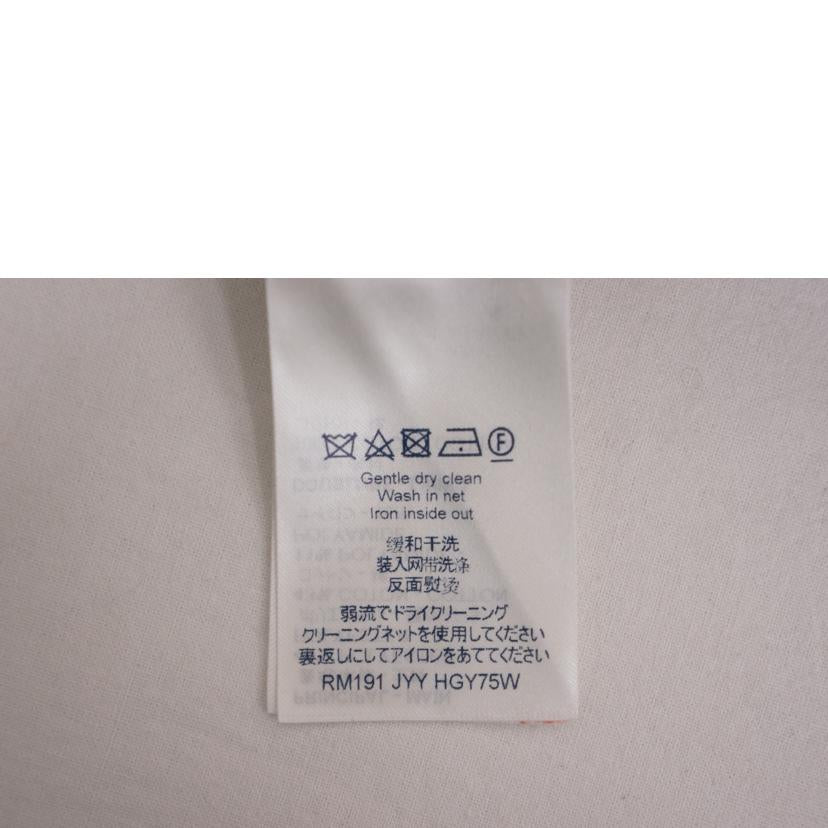 F
Gentle dry clean
Wash in net
Iron inside out
缓和干洗
装入网带洗涤
反面熨烫
弱流でドライクリーニング
クリーニングネットを使用してください
裏返しにしてアイロンをあててください
RM191 JYY HGY75W